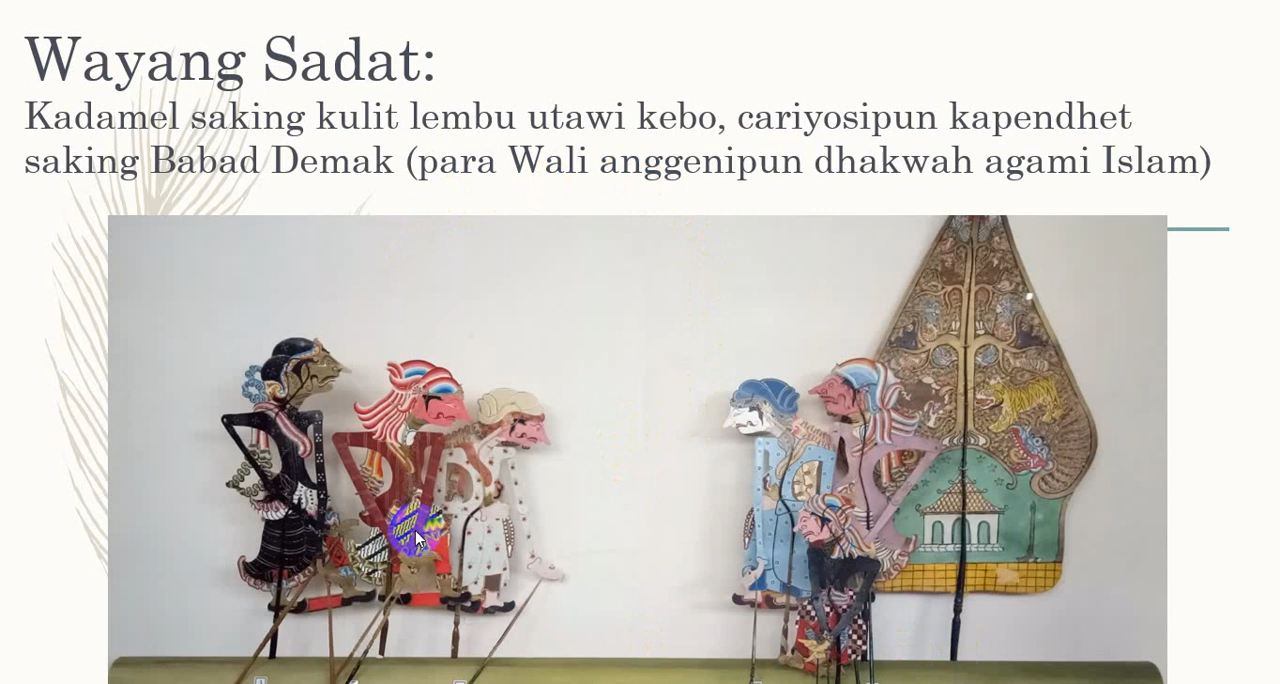 Wayang Sadat:
Kadamel saking kulit lembu utawi kebo, cariyosipun kapendhet
saking Babad Demak (para Wali anggenipun dhakwah agami Islam)